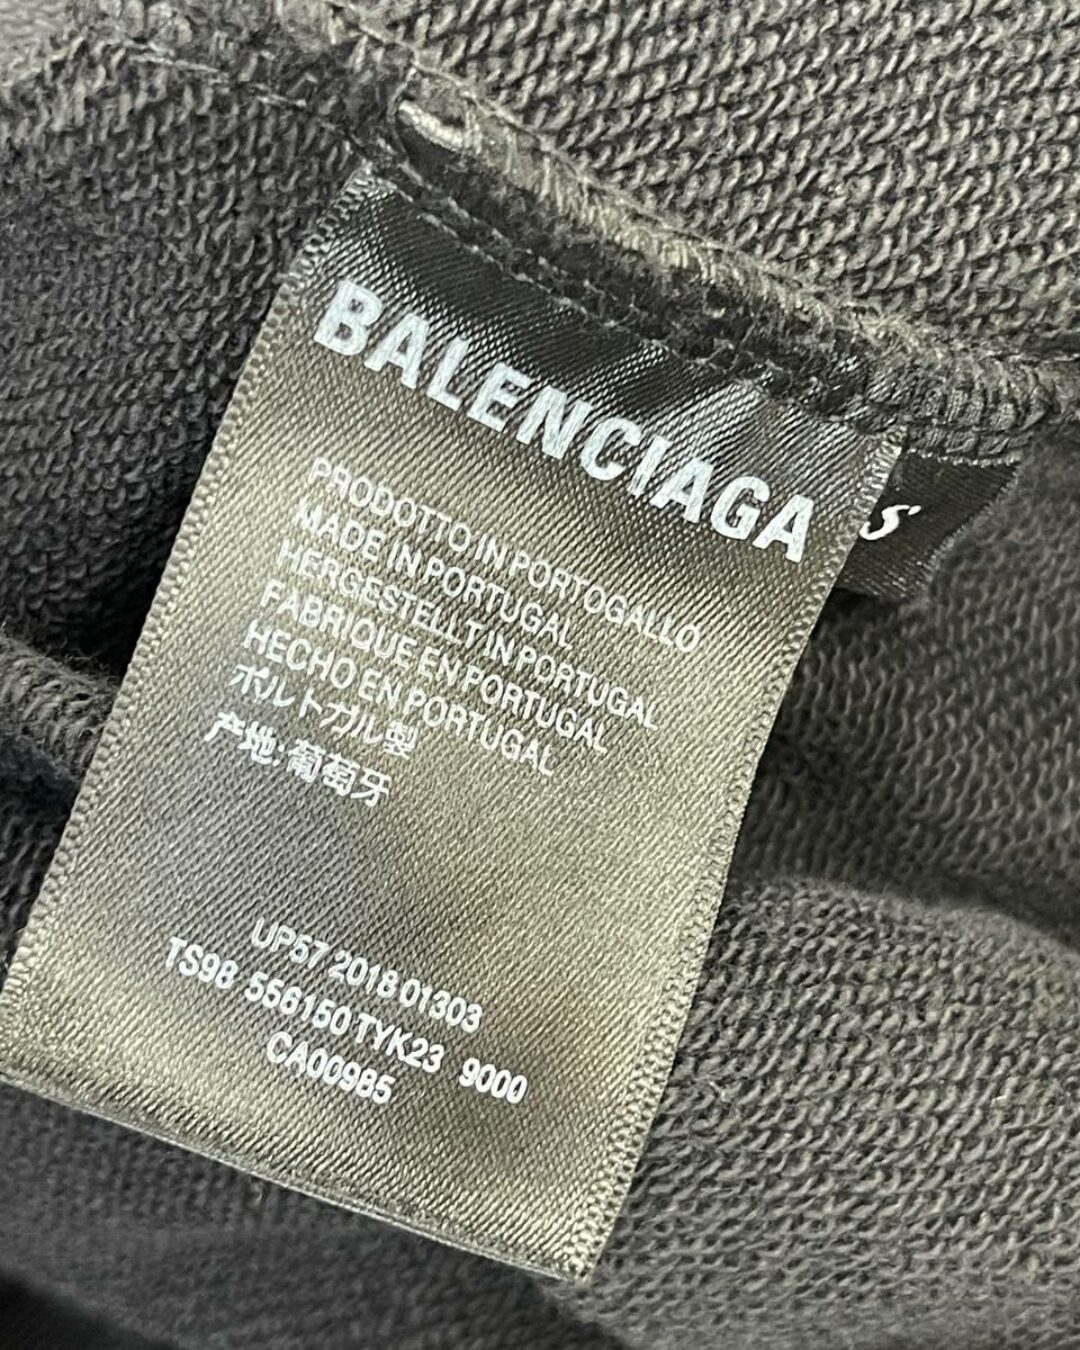 BALENCIAGA
S
PRODOTTO IN PORTOGALLO
MADE IN PORTUGAL
HERGESTELLT IN PORTUGAL
FABRIQUE EN PORTUGAL
HECHO EN PORTUGAL
ポルトガル製
产地:葡萄牙
UP57 2018 01303
TS98 556150 TYK23 9000
CA00985